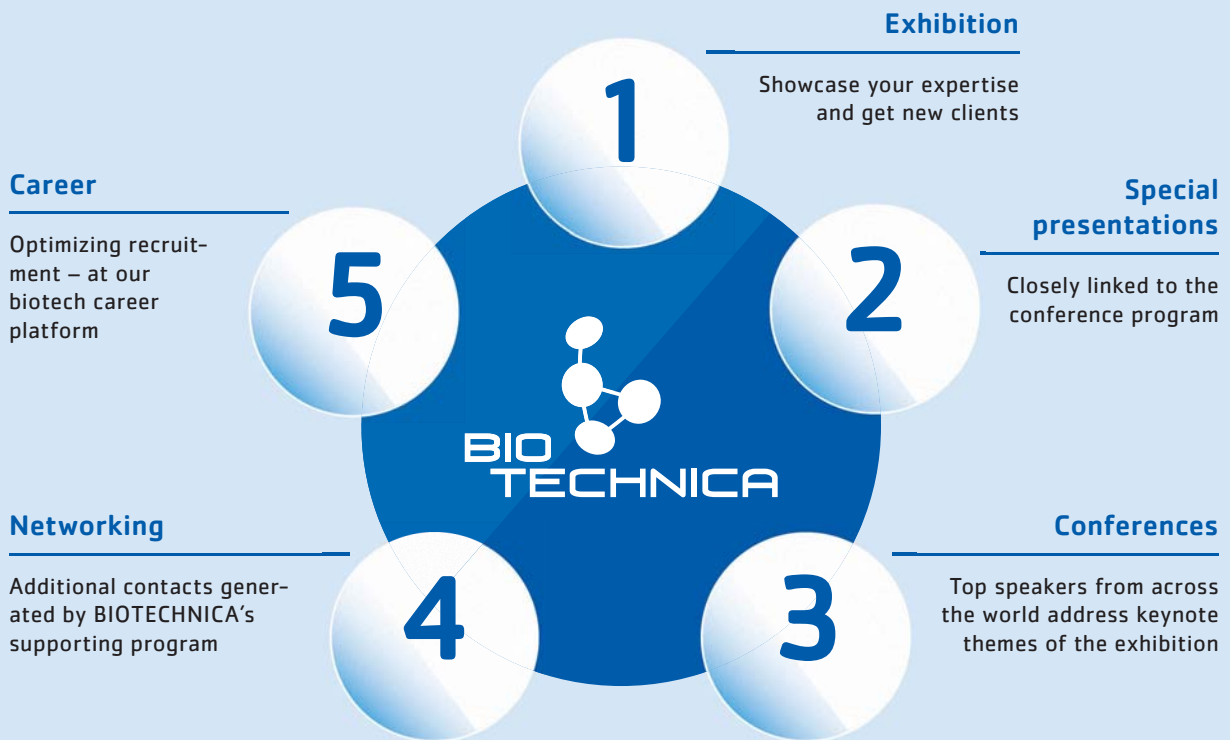 1
Exhibition
Showcase your expertise
and get new clients
2
Special
presentations
Closely linked to the
conference program
3
Conferences
Top speakers from across
the world address keynote
themes of the exhibition
4
Networking
Additional contacts gener-
ated by BIOTECHNICA‘s
supporting program
5
Career
Optimizing recruit-
ment – at our
biotech career
platform
BIO
TECHNICA